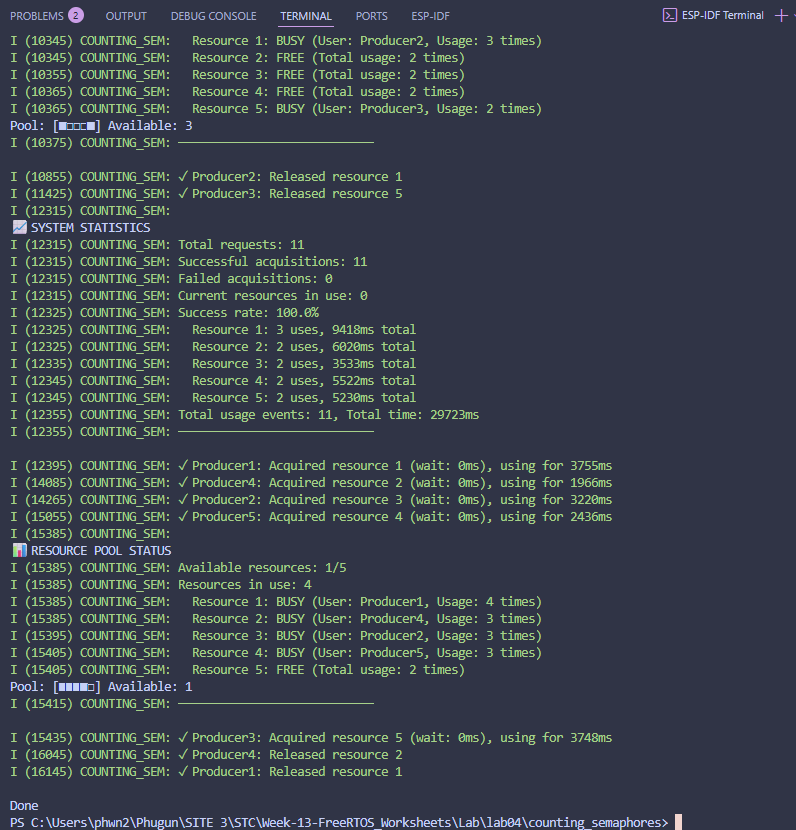 PROBLEMS 2 OUTPUT DEBUG CONSOLE TERMINAL PORTS ESP-IDF ESP-IDF Terminal
I (10345) COUNTING_SEM:   Resource 1: BUSY (User: Producer2, Usage: 3 times)
I (10345) COUNTING_SEM:   Resource 2: FREE (Total usage: 2 times)
I (10355) COUNTING_SEM:   Resource 3: FREE (Total usage: 2 times)
I (10365) COUNTING_SEM:   Resource 4: FREE (Total usage: 2 times)
I (10365) COUNTING_SEM:   Resource 5: BUSY (User: Producer3, Usage: 2 times)
Pool: [■□□□■] Available: 3
I (10375) COUNTING_SEM: ────────────────────────────
I (10855) COUNTING_SEM: ✓ Producer2: Released resource 1
I (11425) COUNTING_SEM: ✓ Producer3: Released resource 5
I (12315) COUNTING_SEM:
📈 SYSTEM STATISTICS
I (12315) COUNTING_SEM: Total requests: 11
I (12315) COUNTING_SEM: Successful acquisitions: 11
I (12315) COUNTING_SEM: Failed acquisitions: 0
I (12315) COUNTING_SEM: Current resources in use: 0
I (12325) COUNTING_SEM: Success rate: 100.0%
I (12325) COUNTING_SEM:   Resource 1: 3 uses, 9418ms total
I (12325) COUNTING_SEM:   Resource 2: 2 uses, 6020ms total
I (12335) COUNTING_SEM:   Resource 3: 2 uses, 3533ms total
I (12345) COUNTING_SEM:   Resource 4: 2 uses, 5522ms total
I (12345) COUNTING_SEM:   Resource 5: 2 uses, 5230ms total
I (12355) COUNTING_SEM: Total usage events: 11, Total time: 29723ms
I (12355) COUNTING_SEM: ────────────────────────────
I (12395) COUNTING_SEM: ✓ Producer1: Acquired resource 1 (wait: 0ms), using for 3755ms
I (14085) COUNTING_SEM: ✓ Producer4: Acquired resource 2 (wait: 0ms), using for 1966ms
I (14265) COUNTING_SEM: ✓ Producer2: Acquired resource 3 (wait: 0ms), using for 3220ms
I (15055) COUNTING_SEM: ✓ Producer5: Acquired resource 4 (wait: 0ms), using for 2436ms
I (15385) COUNTING_SEM:
📊 RESOURCE POOL STATUS
I (15385) COUNTING_SEM: Available resources: 1/5
I (15385) COUNTING_SEM: Resources in use: 4
I (15385) COUNTING_SEM:   Resource 1: BUSY (User: Producer1, Usage: 4 times)
I (15385) COUNTING_SEM:   Resource 2: BUSY (User: Producer4, Usage: 3 times)
I (15395) COUNTING_SEM:   Resource 3: BUSY (User: Producer2, Usage: 3 times)
I (15405) COUNTING_SEM:   Resource 4: BUSY (User: Producer5, Usage: 3 times)
I (15405) COUNTING_SEM:   Resource 5: FREE (Total usage: 2 times)
Pool: [■■■■□] Available: 1
I (15415) COUNTING_SEM: ────────────────────────────
I (15435) COUNTING_SEM: ✓ Producer3: Acquired resource 5 (wait: 0ms), using for 3748ms
I (16045) COUNTING_SEM: ✓ Producer4: Released resource 2
I (16145) COUNTING_SEM: ✓ Producer1: Released resource 1
Done
PS C:\Users\phwn2\Phugun\SITE 3\STC\Week-13-FreeRTOS_Worksheets\Lab\lab04\counting_semaphores>